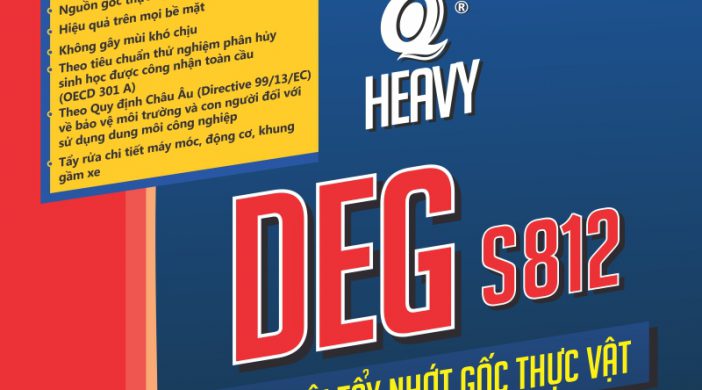 Nguồn gốc thực
Hiệu quả trên mọi bề mặt
Không gây mùi khó chịu
Theo tiêu chuẩn thử nghiệm phân hủy
sinh học được công nhận toàn cầu
(OECD 301 A)
Theo Quy định Châu Âu (Directive 99/13/EC)
về bảo vệ môi trường và con người đối với
sử dụng dung môi công nghiệp
Tẩy rửa chi tiết máy móc, động cơ, khung
gầm xe
Q ®
HEAVY
DEG S812
TẨY NHỚT GỐC THỰC VẬT